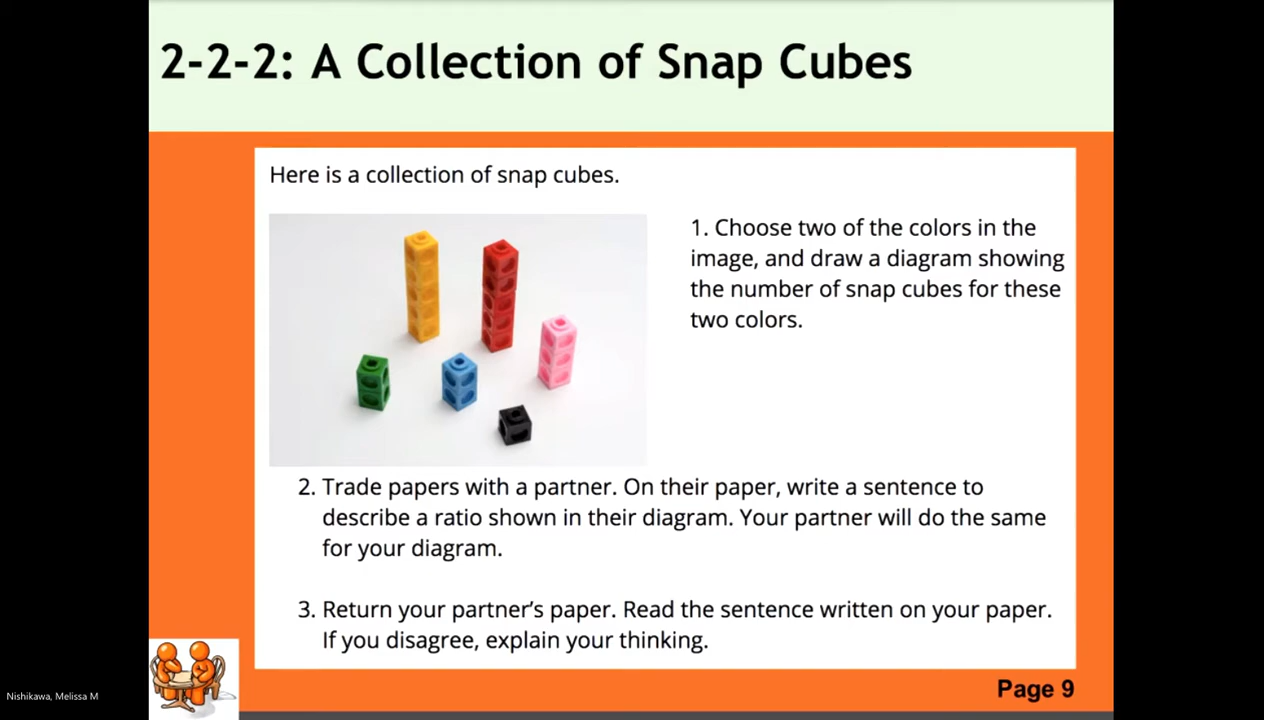 2-2-2: A Collection of Snap Cubes
Here is a collection of snap cubes.
1. Choose two of the colors in the
image, and draw a diagram showing
the number of snap cubes for these
two colors.
2. Trade papers with a partner. On their paper, write a sentence to
describe a ratio shown in their diagram. Your partner will do the same
for your diagram.
3. Return your partner’s paper. Read the sentence written on your paper.
If you disagree, explain your thinking.
Page 9
Nishikawa, Melissa M